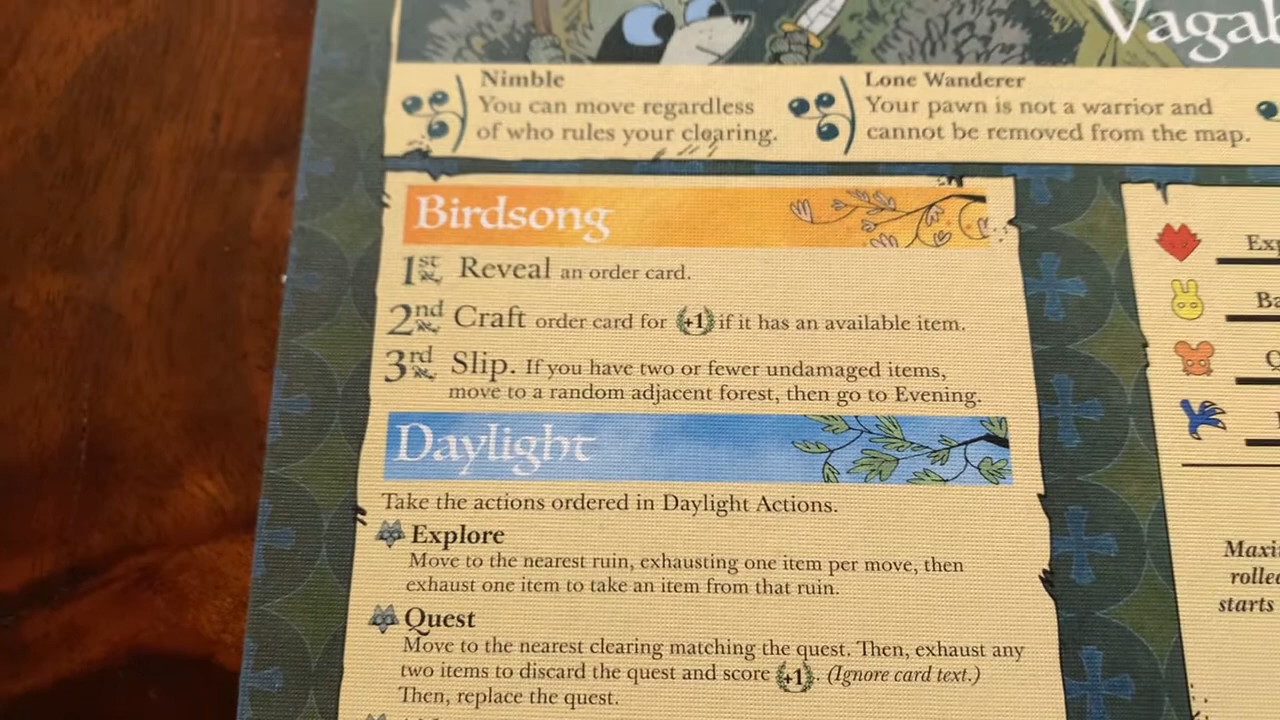 Nimble
You can move regardless
of who rules your clearing.
Lone Wanderer
Your pawn is not a warrior and
cannot be removed from the map.
Birdsong
1st Reveal an order card.
2nd Craft order card for +1 if it has an available item.
3rd Slip. If you have two or fewer undamaged items,
move to a random adjacent forest, then go to Evening.
Daylight
Take the actions ordered in Daylight Actions.
Explore
Move to the nearest ruin, exhausting one item per move, then
exhaust one item to take an item from that ruin.
Quest
Move to the nearest clearing matching the quest. Then, exhaust any
two items to discard the quest and score +1. (Ignore card text.)
Then, replace the quest.
rolled
starts